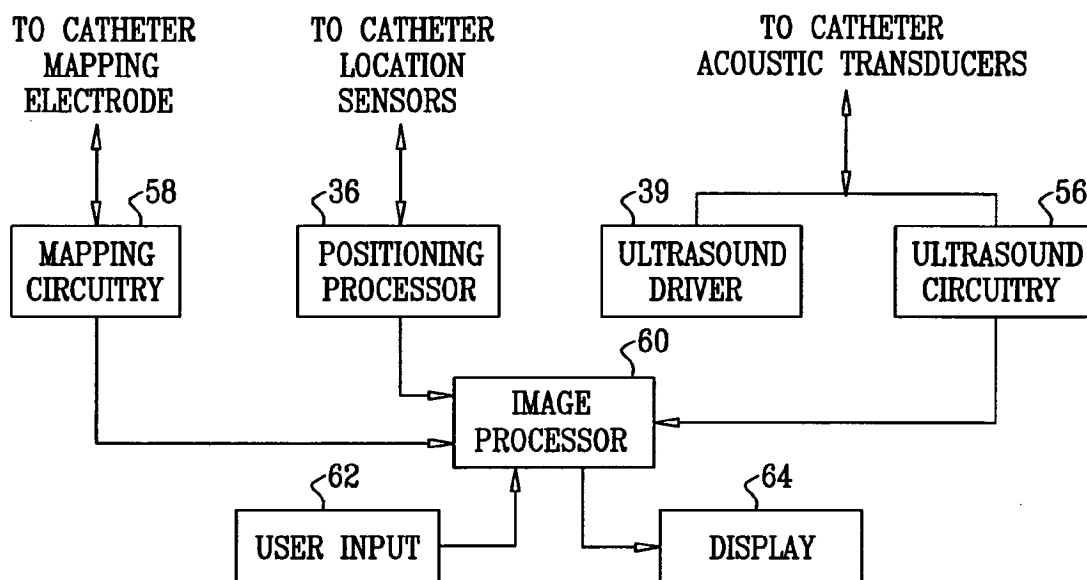 TO CATHETER
MAPPING
ELECTRODE
TO CATHETER
LOCATION
SENSORS
TO CATHETER
ACOUSTIC TRANSDUCERS
58
MAPPING
CIRCUITRY
36
POSITIONING
PROCESSOR
39
ULTRASOUND
DRIVER
56
ULTRASOUND
CIRCUITRY
60
IMAGE
PROCESSOR
62
USER INPUT
64
DISPLAY